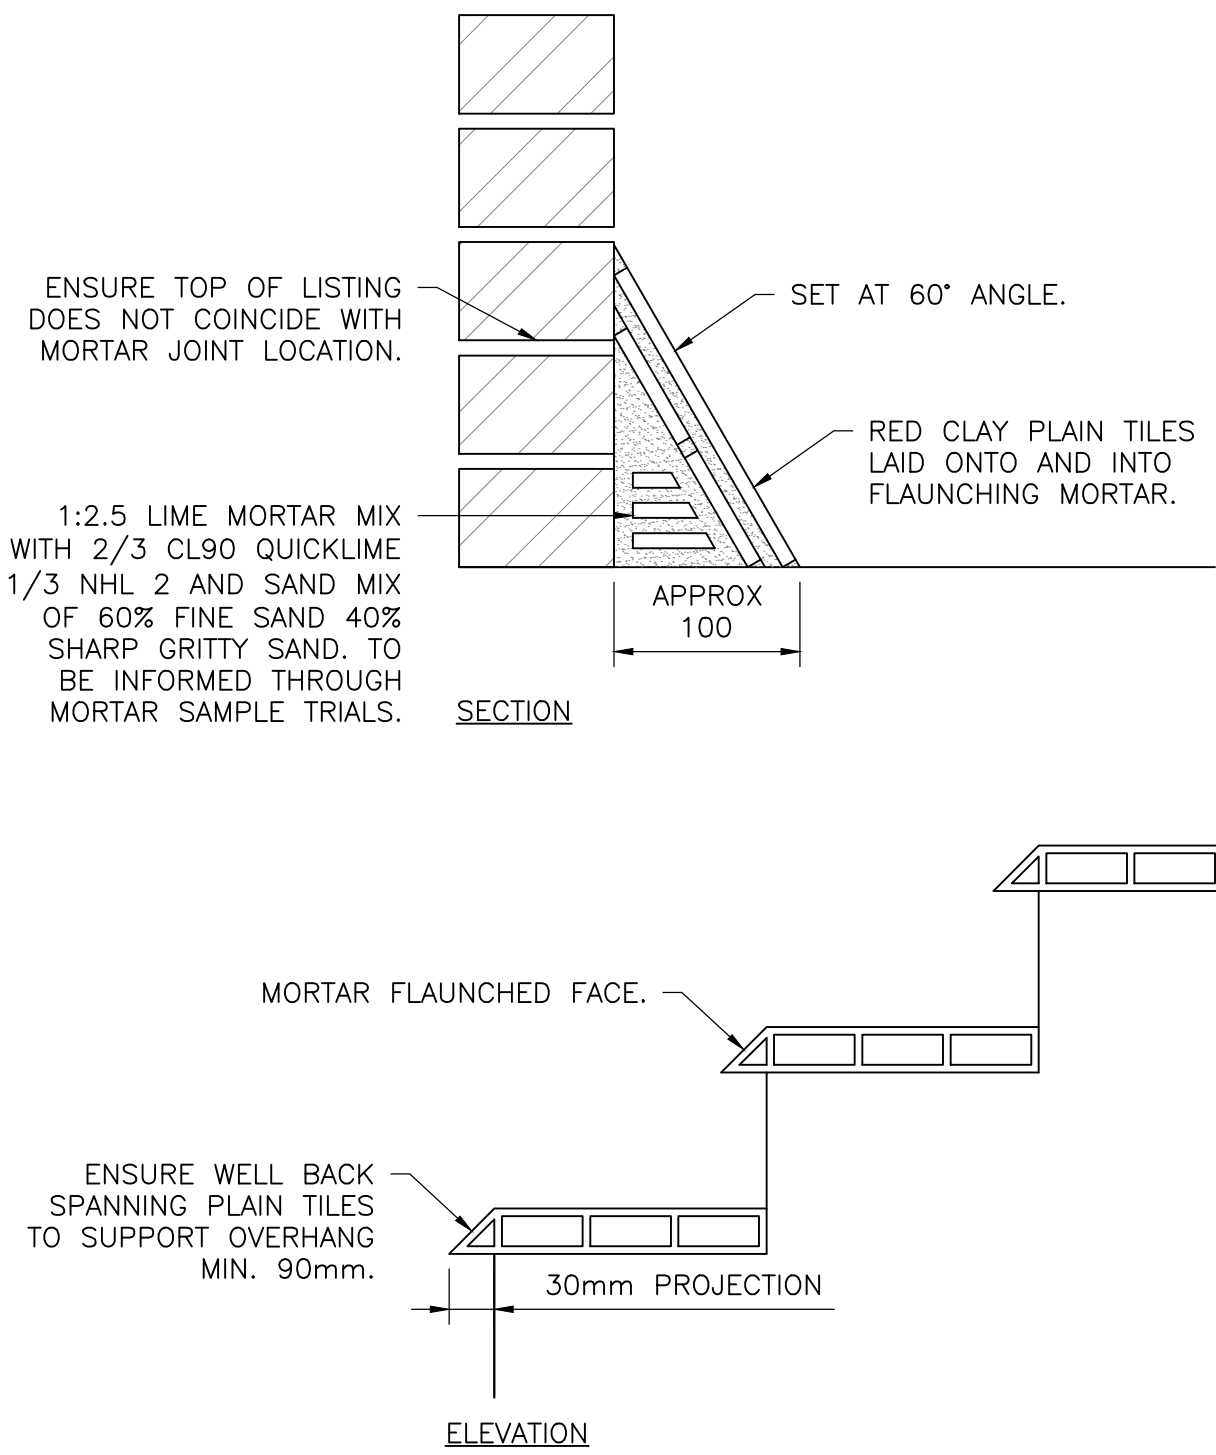 ENSURE TOP OF LISTING
DOES NOT COINCIDE WITH
MORTAR JOINT LOCATION.
SET AT 60° ANGLE.
RED CLAY PLAIN TILES
LAID ONTO AND INTO
FLAUNCHING MORTAR.
1:2.5 LIME MORTAR MIX
WITH 2/3 CL90 QUICKLIME
1/3 NHL 2 AND SAND MIX
OF 60% FINE SAND 40%
SHARP GRITTY SAND. TO
BE INFORMED THROUGH
MORTAR SAMPLE TRIALS.
APPROX
100
SECTION
MORTAR FLAUNCHED FACE.
ENSURE WELL BACK
SPANNING PLAIN TILES
TO SUPPORT OVERHANG
MIN. 90mm.
30mm PROJECTION
ELEVATION